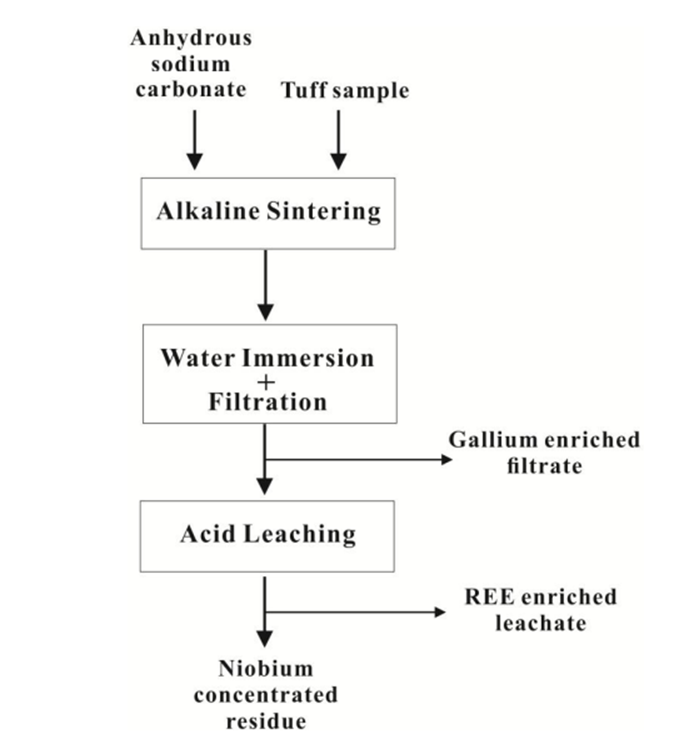 Anhydrous
sodium
carbonate
Tuff sample
Alkaline Sintering
Water Immersion
+
Filtration
Gallium enriched
filtrate
Acid Leaching
REE enriched
leachate
Niobium
concentrated
residue